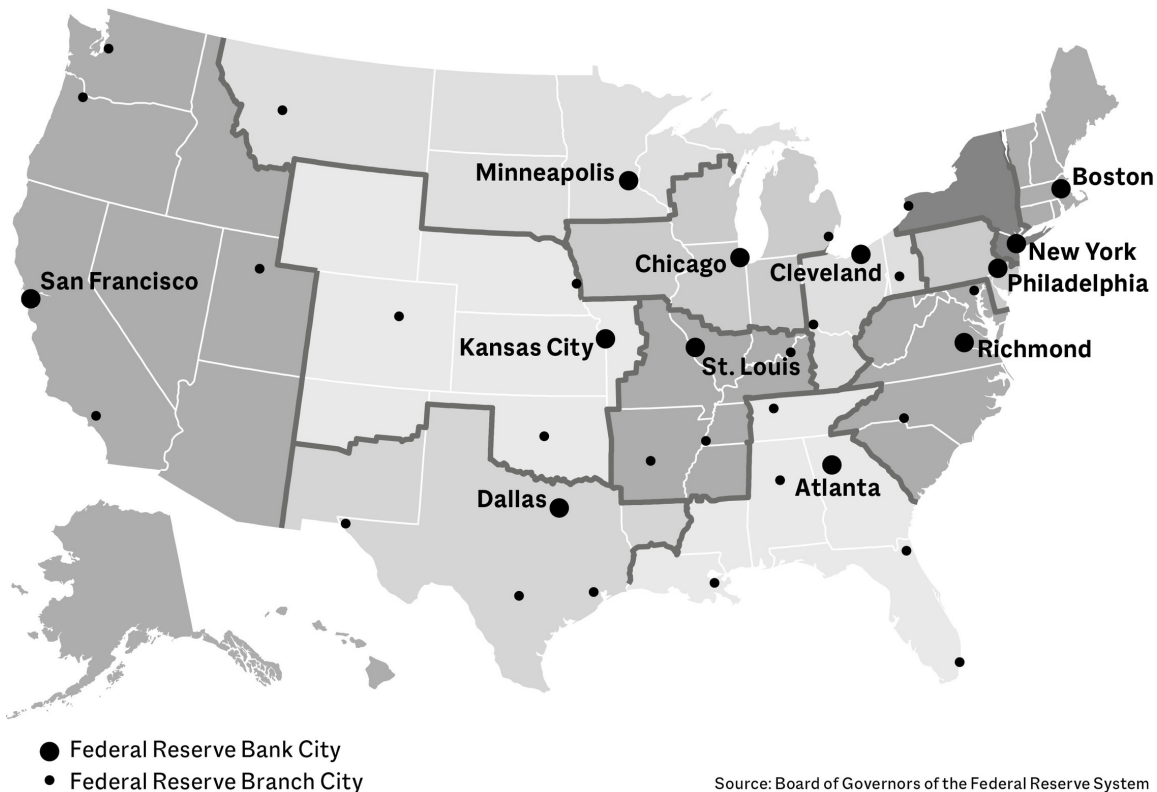 Minneapolis
Boston
New York
Chicago
Cleveland
San Francisco
Philadelphia
Kansas City
Richmond
St. Louis
Atlanta
Dallas
Federal Reserve Bank City
Federal Reserve Branch City
Source: Board of Governors of the Federal Reserve System